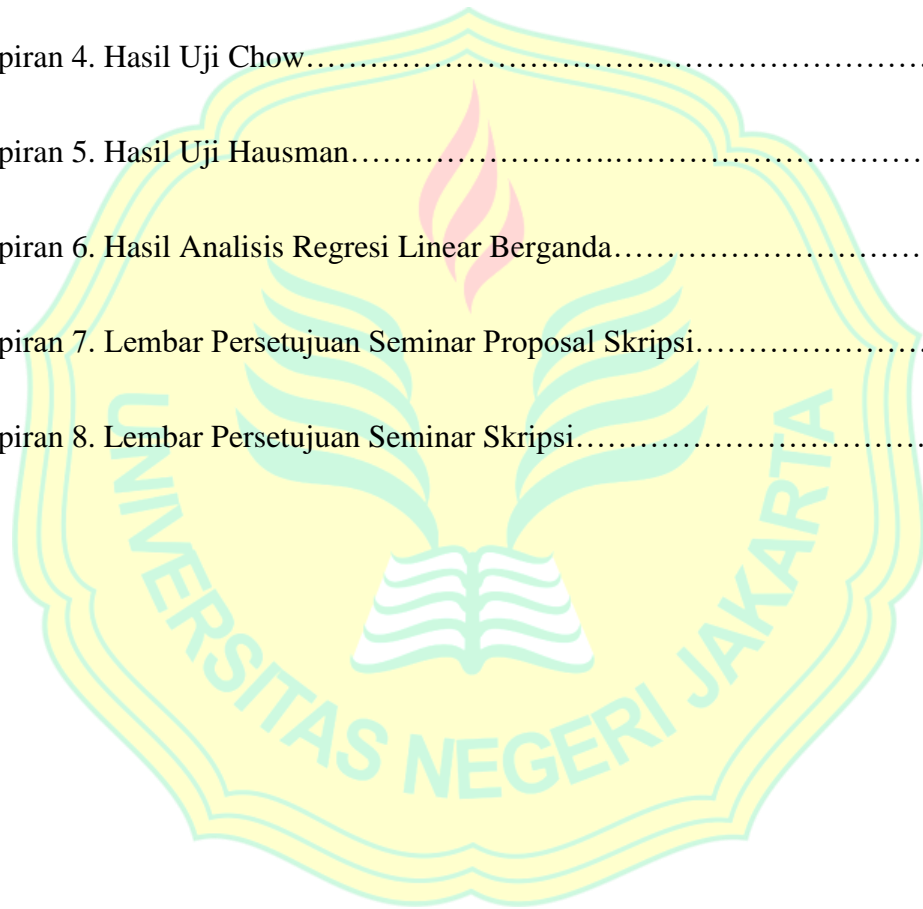 piran 4. Hasil Uji Chow……………………………..………………………
piran 5. Hasil Uji Hausman…………………….……………………………
piran 6. Hasil Analisis Regresi Linear Berganda……………………………
piran 7. Lembar Persetujuan Seminar Proposal Skripsi……………………
piran 8. Lembar Persetujuan Seminar Skripsi………………………………
UNIVERSITAS NEGERI JAKARTA